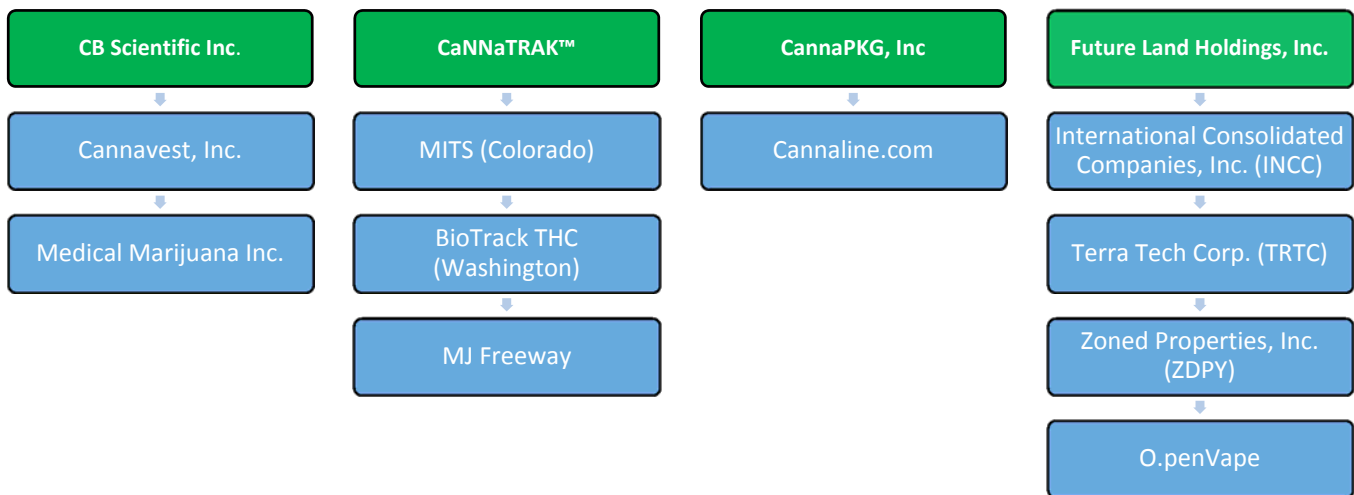 CB Scientific Inc.
Cannavest, Inc.
Medical Marijuana Inc.
CaNNaTRAK™
MITS (Colorado)
BioTrack THC
(Washington)
MJ Freeway
CannaPKG, Inc
Cannaline.com
Future Land Holdings, Inc.
International Consolidated
Companies, Inc. (INCC)
Terra Tech Corp. (TRTC)
Zoned Properties, Inc.
(ZDPY)
O.penVape